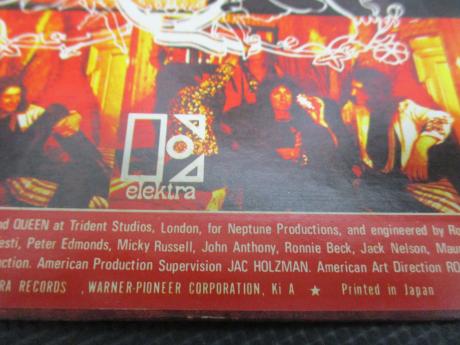 elektra
nd QUEEN at Trident Studios, London, for Neptune Productions, and engineered by Ro
esti, Peter Edmonds, Micky Russell, John Anthony, Ronnie Beck, Jack Nelson, Mau
nction. American Production Supervision JAC HOLZMAN. American Art Direction RO
RA RECORDS , WARNER-PIONEER CORPORATION, Ki A ★ Printed in Japan